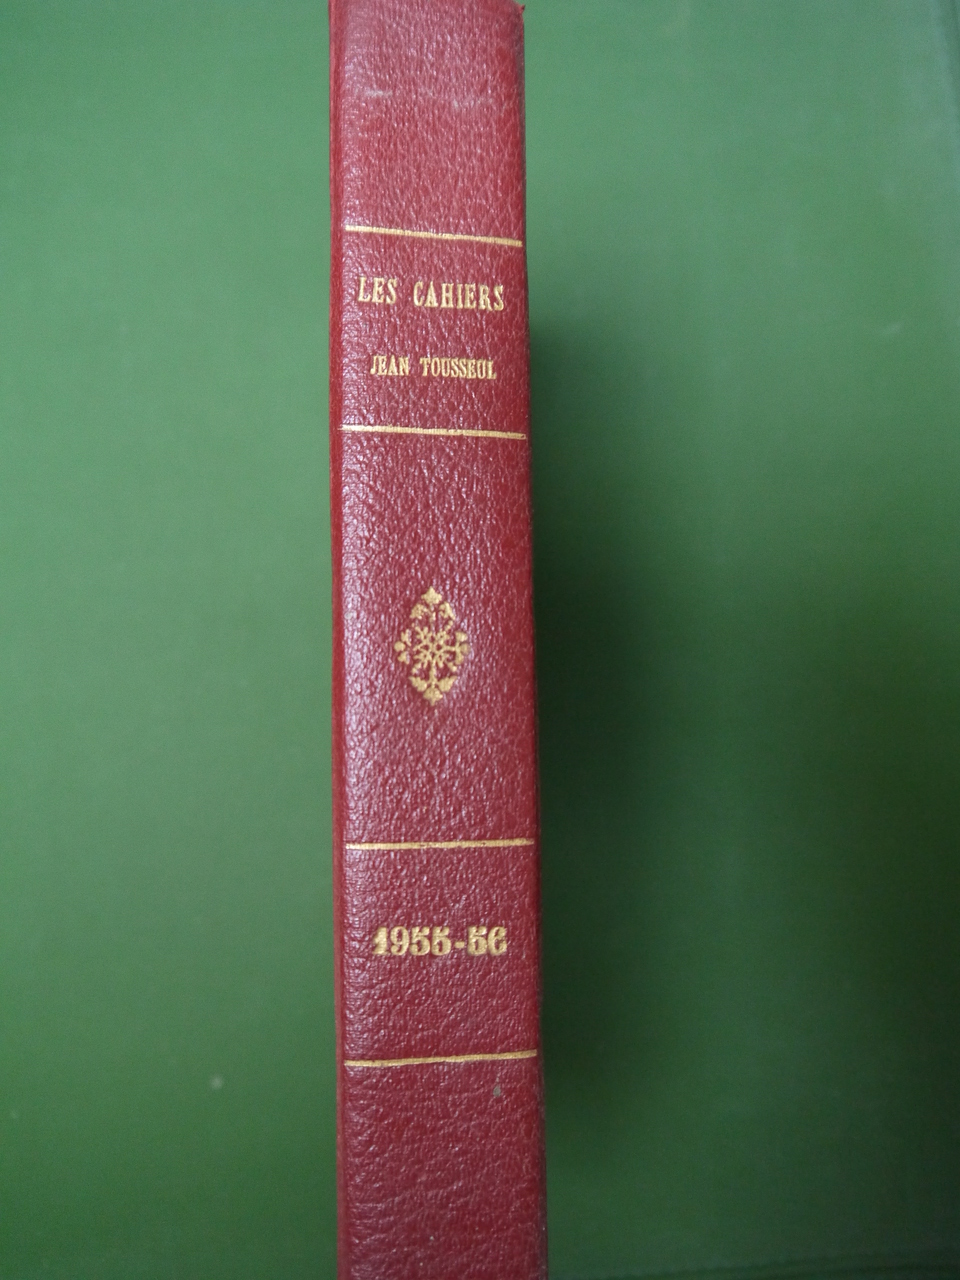 LES CAHIERS
JEAN TOUSSEUL
1955-56